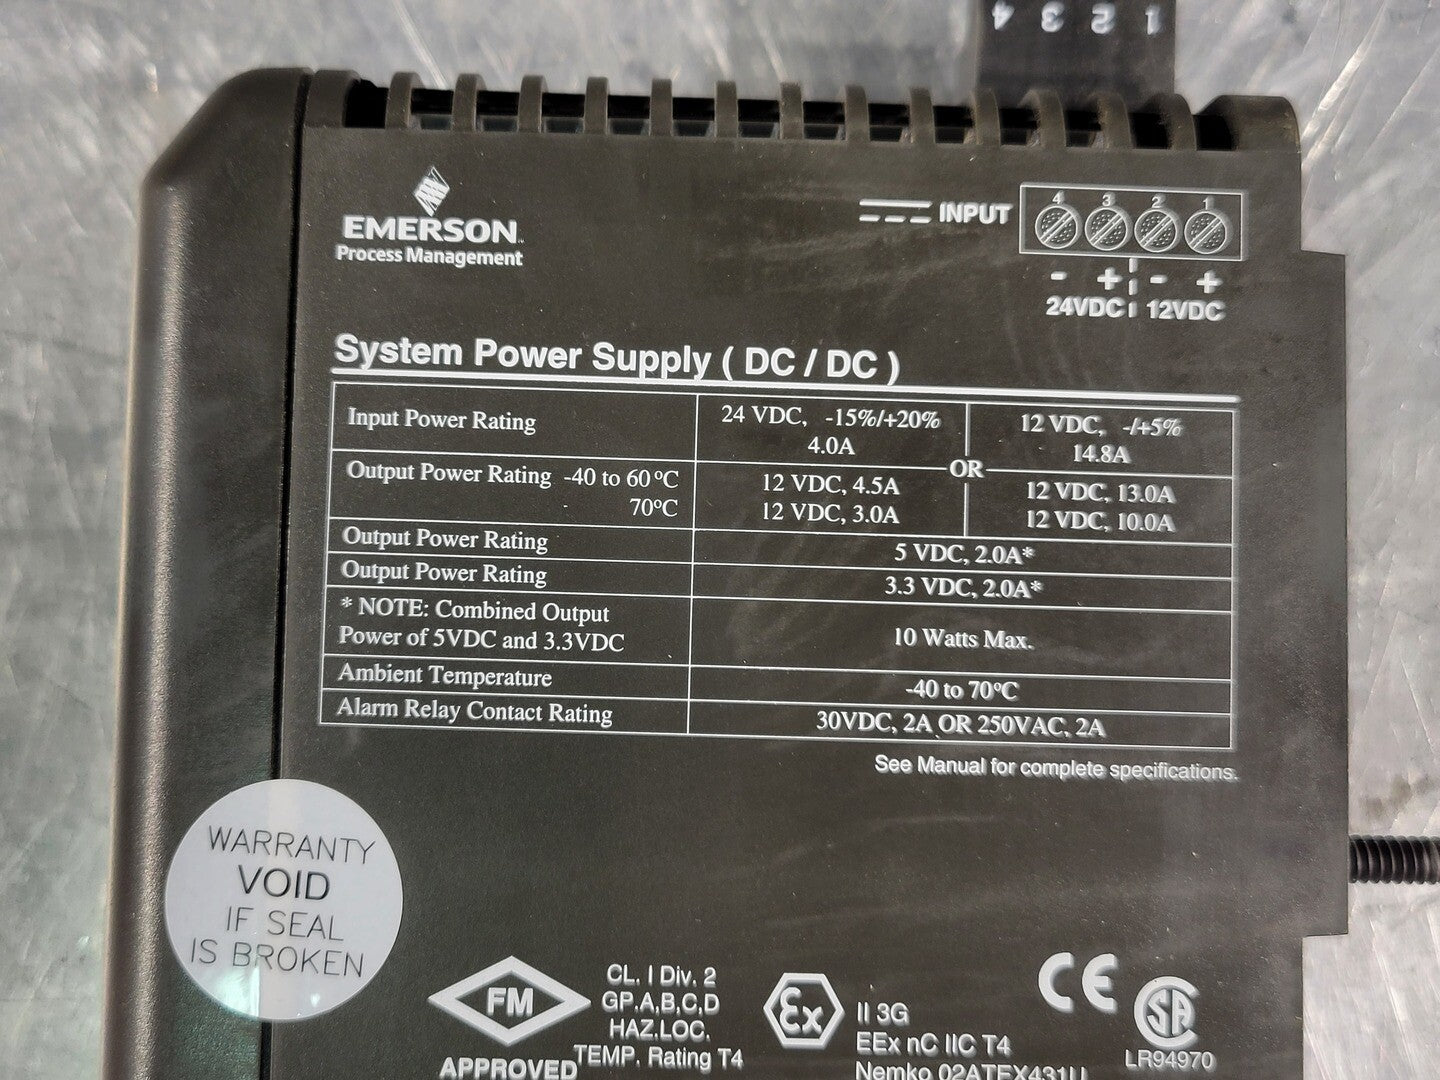 4 3 2 1
EMERSON™
Process Management
INPUT
4 3 2 1
- + - +
24VDC 12VDC
System Power Supply ( DC / DC )
Input Power Rating 24 VDC, -15%/+20% 12 VDC, -/+5%
4.0A 14.8A
OR
Output Power Rating -40 to 60 ºC 12 VDC, 4.5A 12 VDC, 13.0A
70ºC 12 VDC, 3.0A 12 VDC, 10.0A
Output Power Rating 5 VDC, 2.0A*
Output Power Rating 3.3 VDC, 2.0A*
* NOTE: Combined Output
Power of 5VDC and 3.3VDC 10 Watts Max.
Ambient Temperature -40 to 70ºC
Alarm Relay Contact Rating 30VDC, 2A OR 250VAC, 2A
See Manual for complete specifications.
WARRANTY
VOID
IF SEAL
IS BROKEN
FM
APPROVED
CL. I Div. 2
GP.A,B,C,D
HAZ.LOC.
TEMP. Rating T4
Ex
II 3G
EEx nC IIC T4
Nemko 02ATEX431U
CE
SA
LR94970